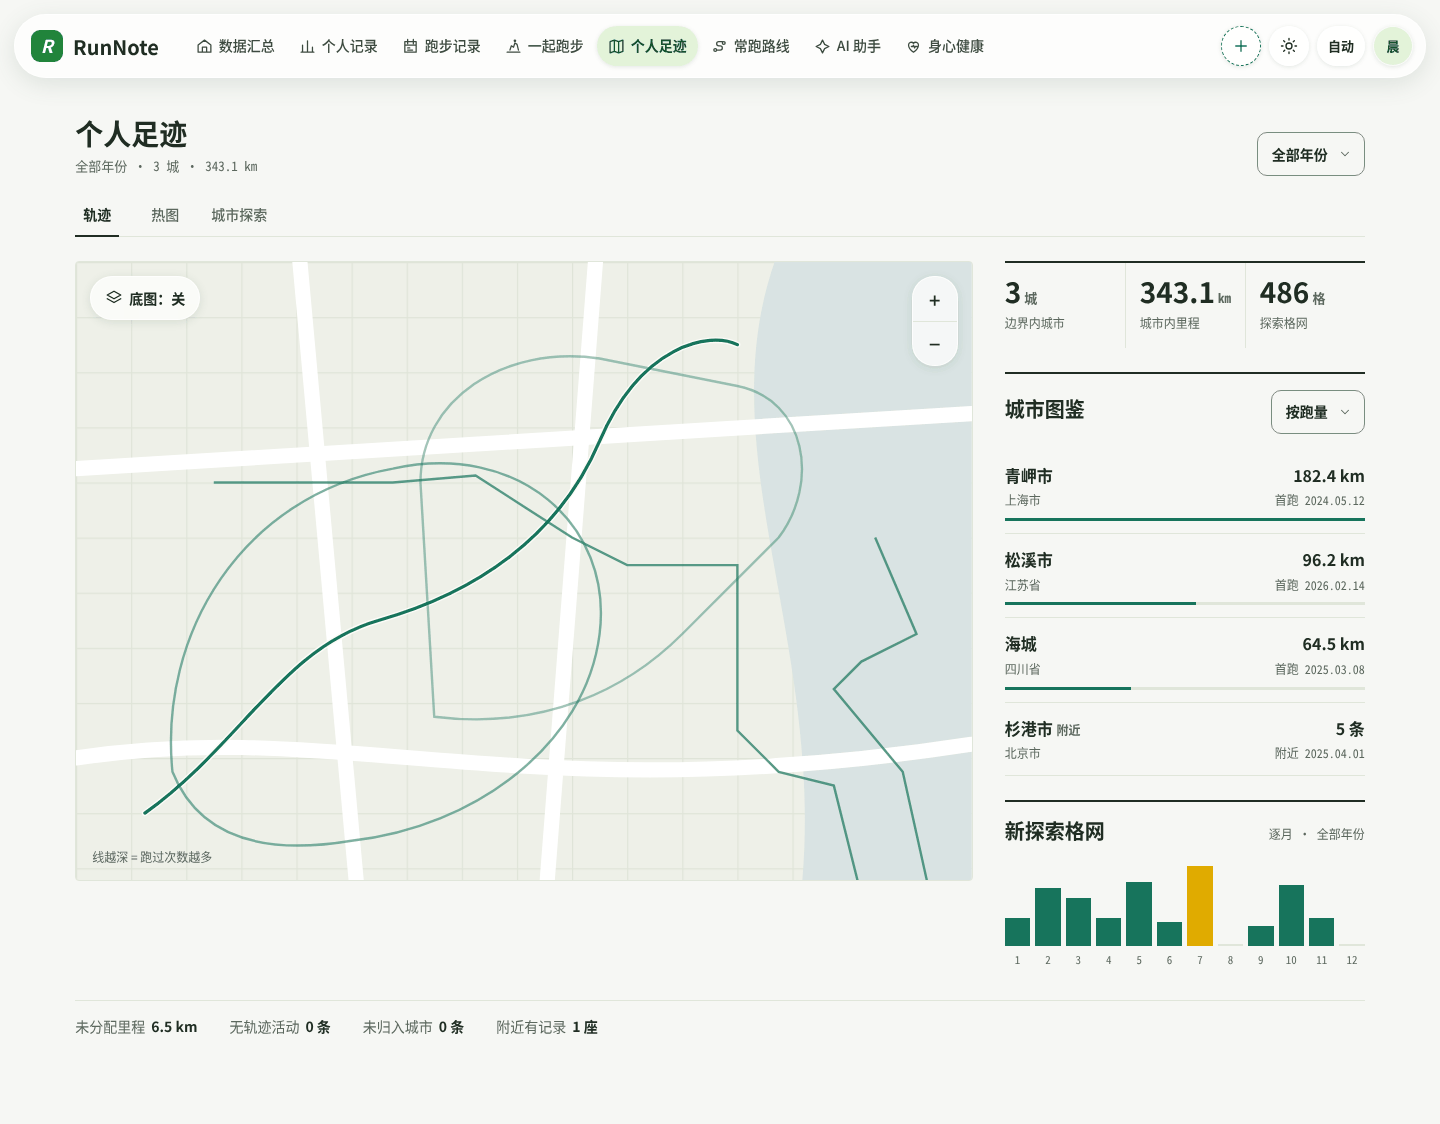 RunNote 数据汇总 个人记录 跑步记录 一起跑步 个人足迹 常跑路线 AI 助手 身心健康 + 自动 晨
个人足迹
全部年份 • 3 城 • 343.1 km
全部年份
轨迹 热图 城市探索
底图：关
+
−
线越深 = 跑过次数越多
3 城 343.1 km 486 格
边界内城市 城市内里程 探索格网
城市图鉴 按跑量
青岬市 182.4 km
上海市 首跑 2024.05.12
松溪市 96.2 km
江苏省 首跑 2026.02.14
海城 64.5 km
四川省 首跑 2025.03.08
杉港市 附近 5 条
北京市 附近 2025.04.01
新探索格网 逐月 • 全部年份
1 2 3 4 5 6 7 8 9 10 11 12
未分配里程 6.5 km 无轨迹活动 0 条 未归入城市 0 条 附近有记录 1 座